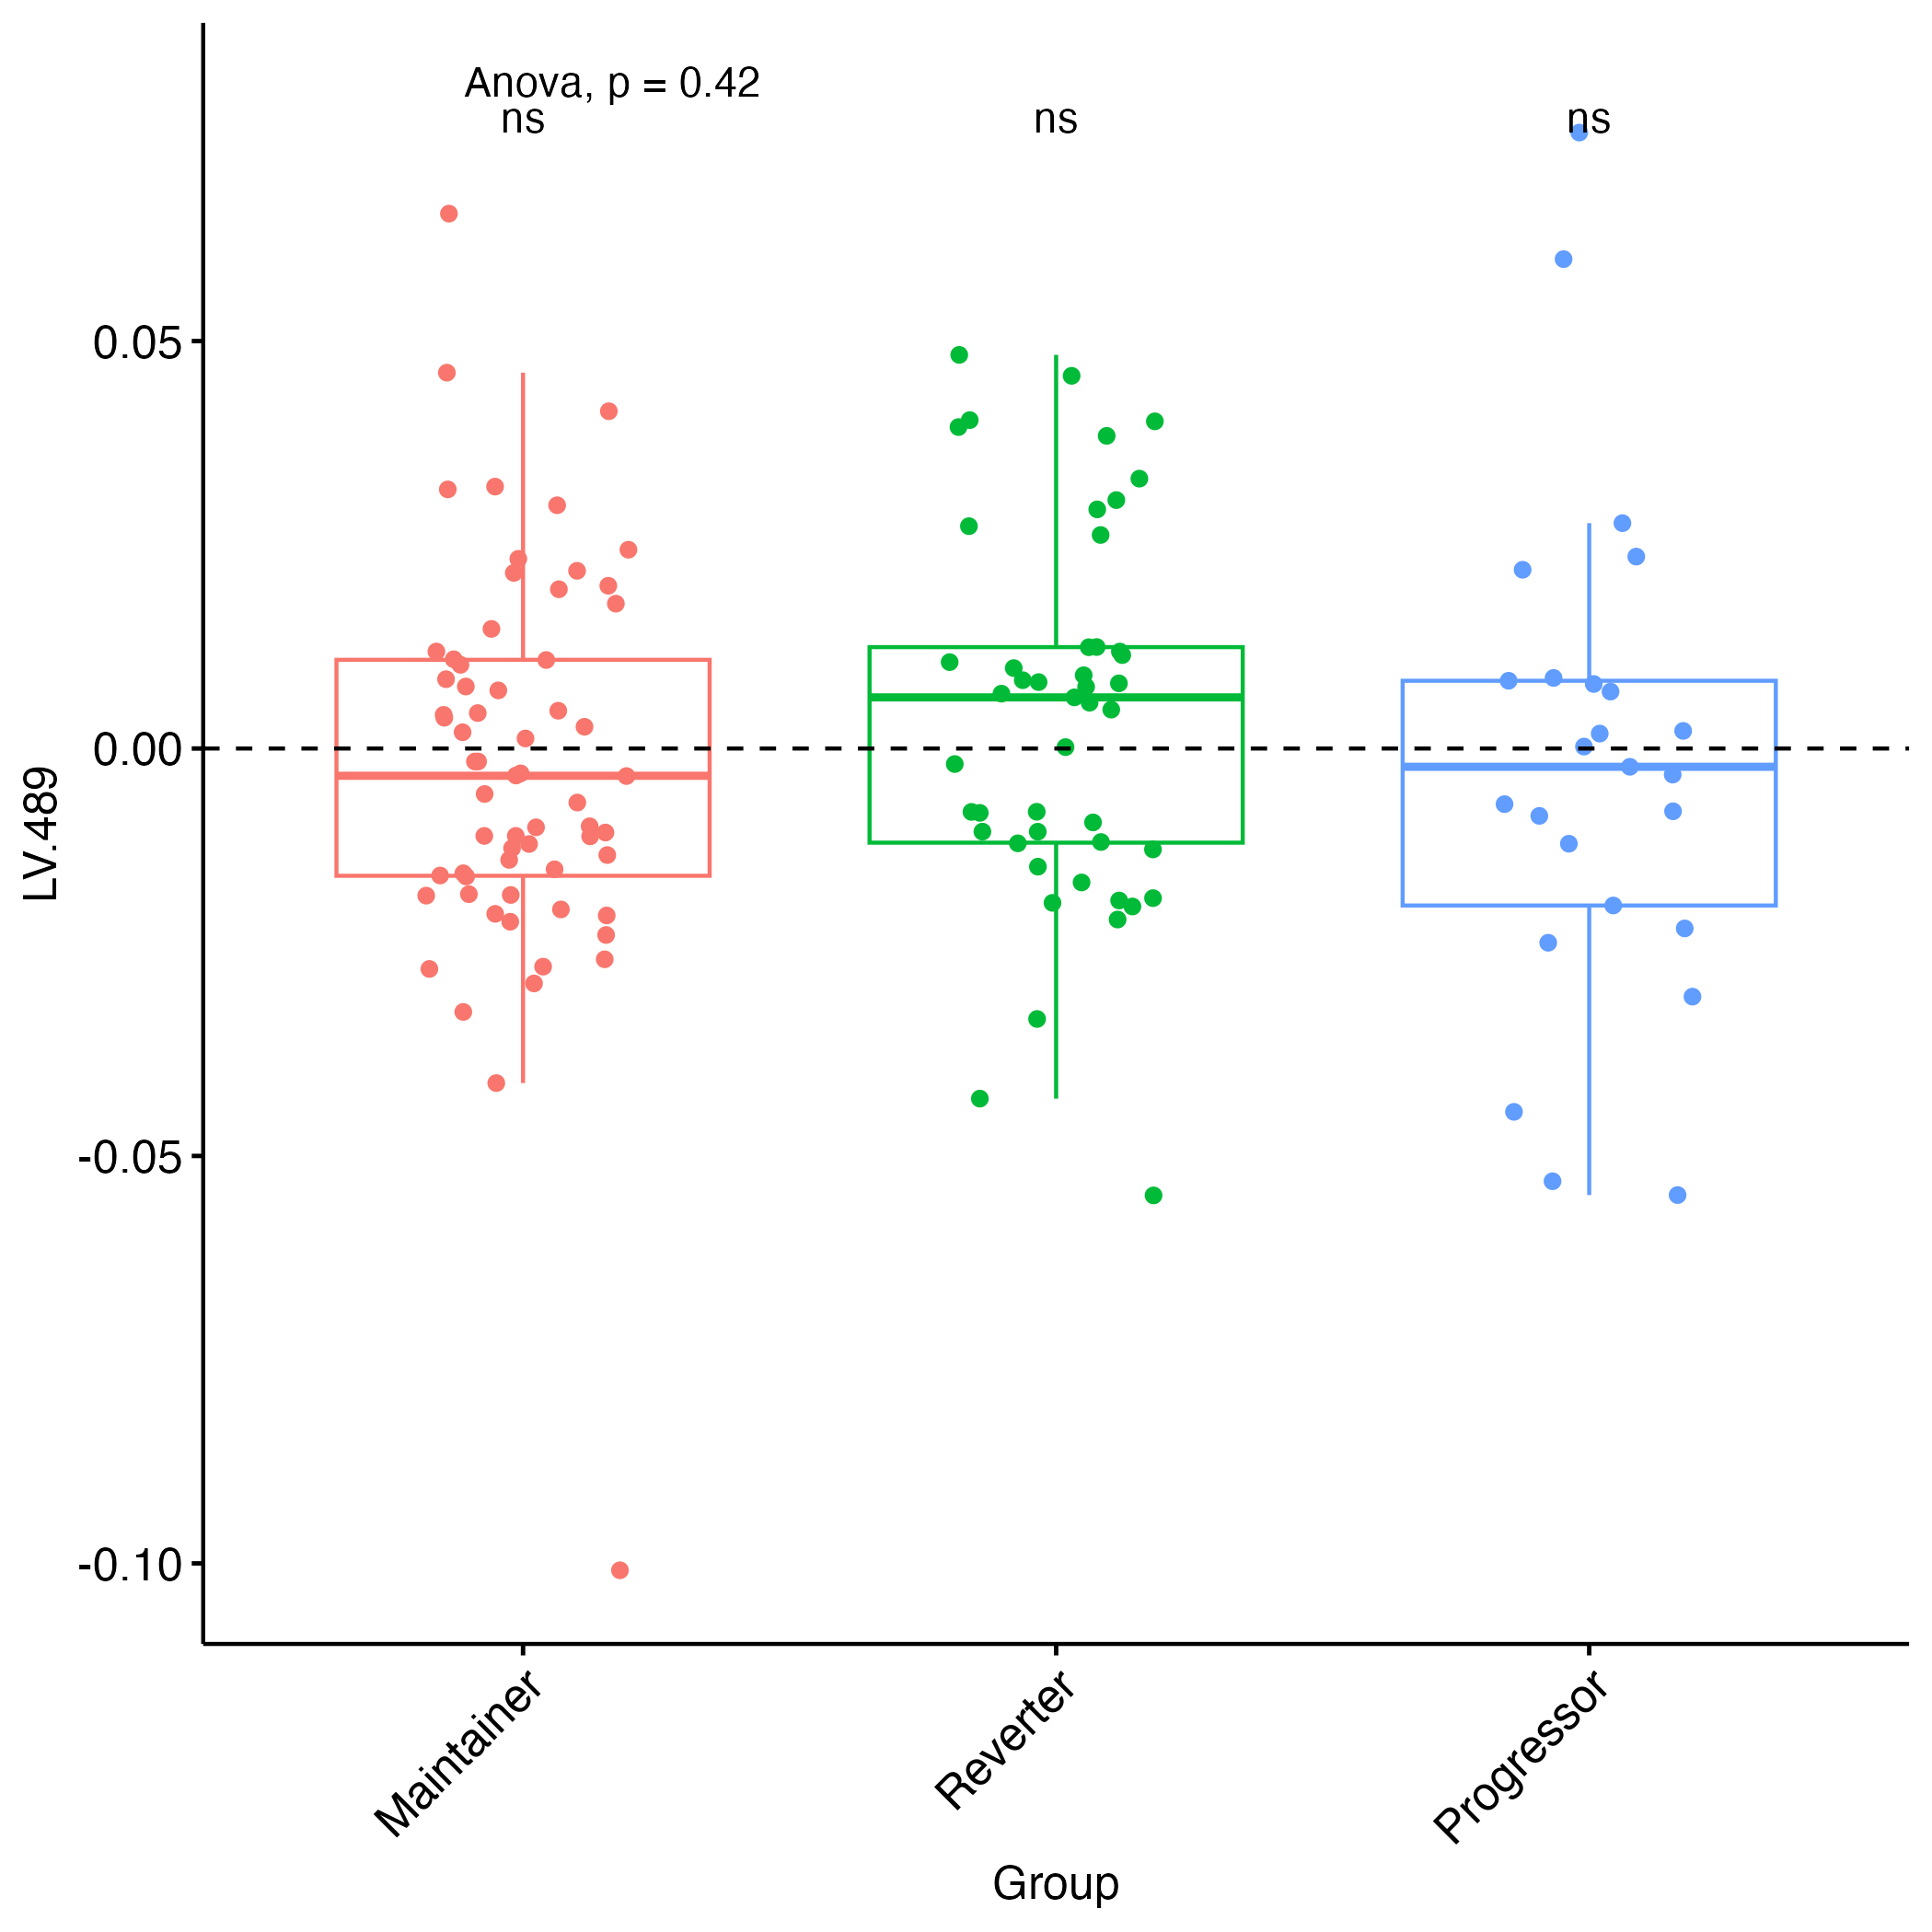 Anova, p = 0.42
ns ns ns
0.05
0.00
-0.05
-0.10
LV.489
Maintainer Reverter Progressor
Group